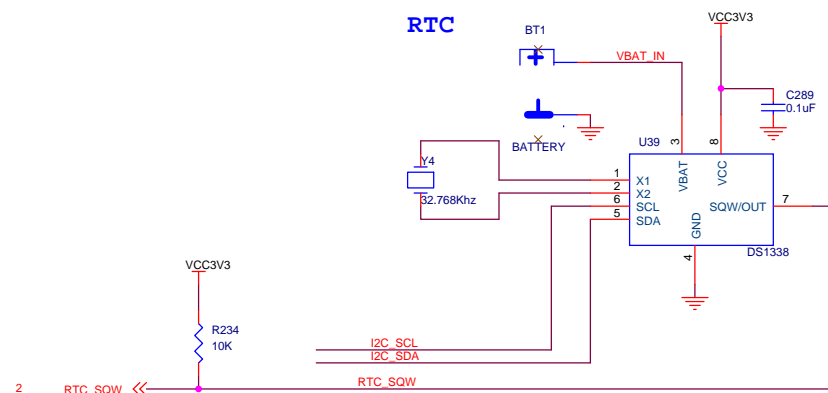 RTC
BT1
VCC3V3
VBAT_IN
C289
0.1uF
BATTERY
U39
3
8
Y4
32.768Khz
1
2
6
5
X1
X2
SCL
SDA
VBAT
VCC
SQW/OUT
7
GND
4
DS1338
VCC3V3
R234
10K
I2C_SCL
I2C_SDA
RTC_SQW
2
RTC_SQW